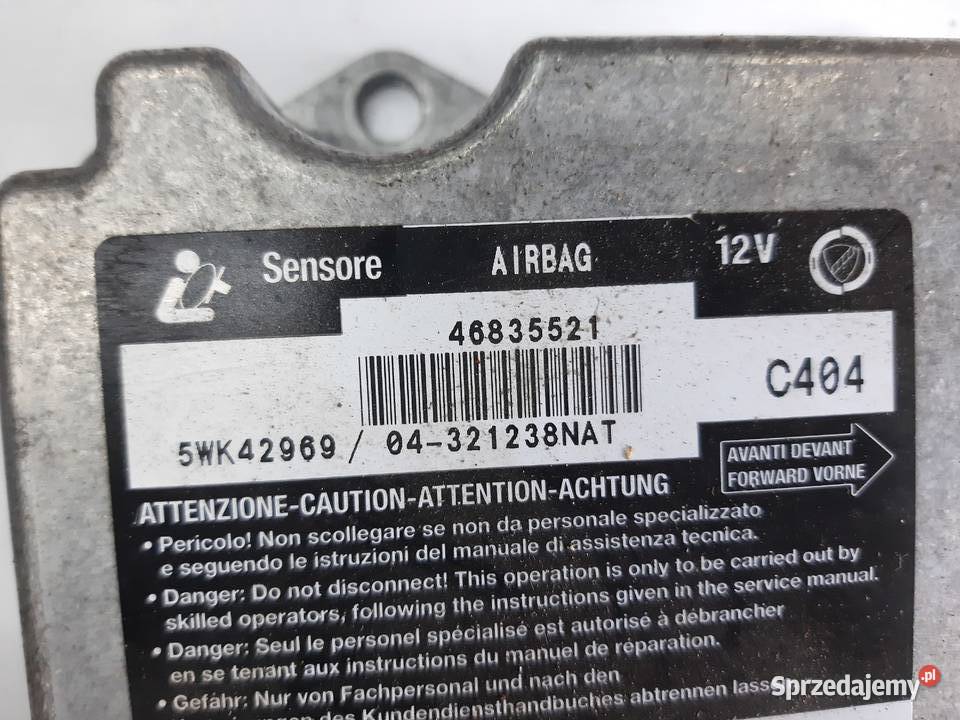 Sensore AIRBAG 12V
46835521
C404
5WK42969 / 04-321238NAT
AVANTI DEVANT
FORWARD VORNE
ATTENZIONE-CAUTION-ATTENTION-ACHTUNG
• Pericolo! Non scollegare se non da personale specializzato
e seguendo le istruzioni del manuale di assistenza tecnica.
• Danger: Do not disconnect! This operation is only to be carried out by
skilled operators, following the instructions given in the service manual.
• Danger: Seul le personel spécialisé est autorisé à débrancher
en se tenant aux instructions du manuel de réparation.
• Gefahr: Nur von Fachpersonal und nach den
des Kundendiensthandbuches abtrennen
Sprzedajemy.pl